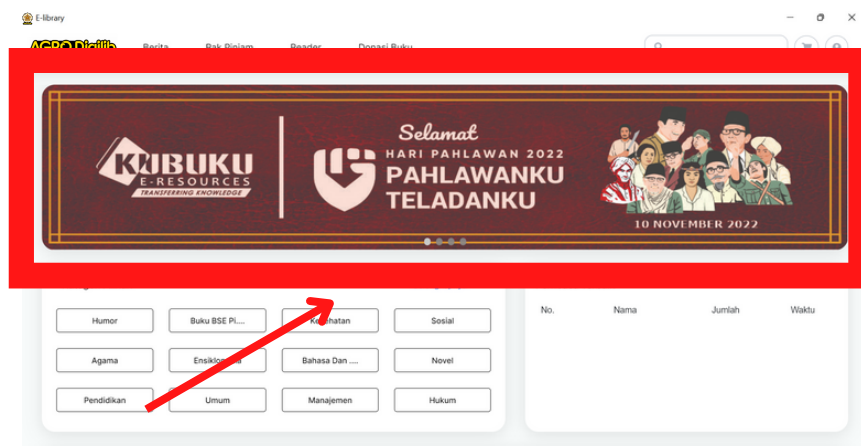 E-library
AGRO Digilib Berita Rak Pinjam Reader Donasi Buku
KUBUKU
E-RESOURCES
TRANSFERRING KNOWLEDGE
Selamat
HARI PAHLAWAN 2022
PAHLAWANKU
TELADANKU
10 NOVEMBER 2022
Humor Buku BSE Pl.... Kesehatan Sosial
Agama Ensiklopedia Bahasa Dan .... Novel
Pendidikan Umum Manajemen Hukum
No. Nama Jumlah Waktu